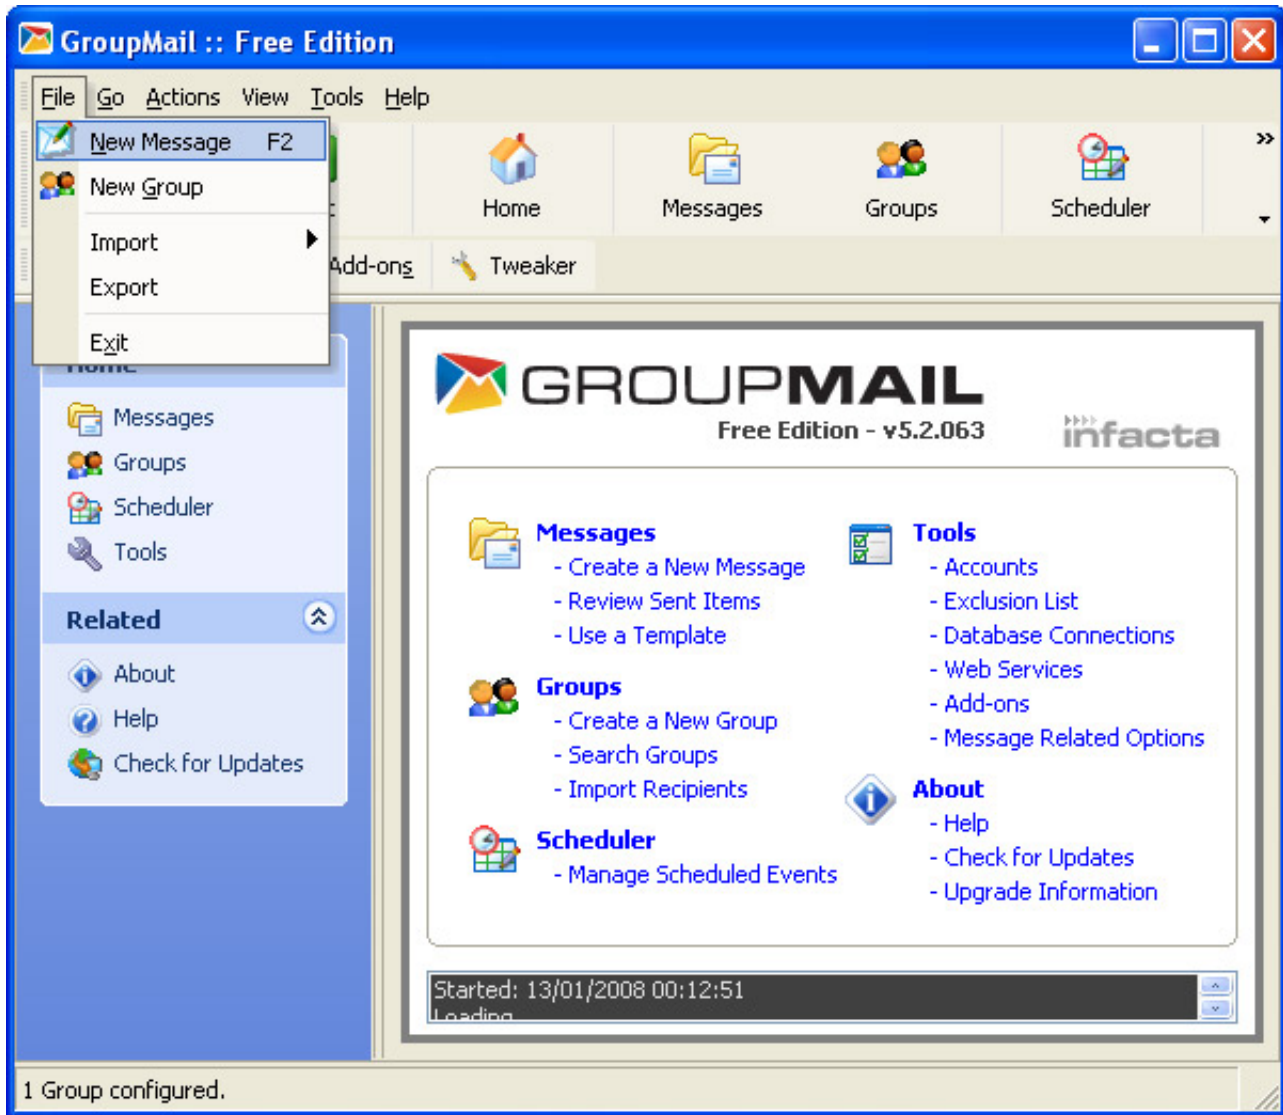 GroupMail :: Free Edition
File Go Actions View Tools Help
New Message F2
New Group
Import
Export
Exit
Home Messages Groups Scheduler
Add-ons Tweaker
Home
Messages
Groups
Scheduler
Tools
Related
About
Help
Check for Updates
GROUPMAIL
Free Edition - v5.2.063
infacta
Messages
- Create a New Message
- Review Sent Items
- Use a Template
Groups
- Create a New Group
- Search Groups
- Import Recipients
Scheduler
- Manage Scheduled Events
Tools
- Accounts
- Exclusion List
- Database Connections
- Web Services
- Add-ons
- Message Related Options
About
- Help
- Check for Updates
- Upgrade Information
Started: 13/01/2008 00:12:51
Loading
1 Group configured.